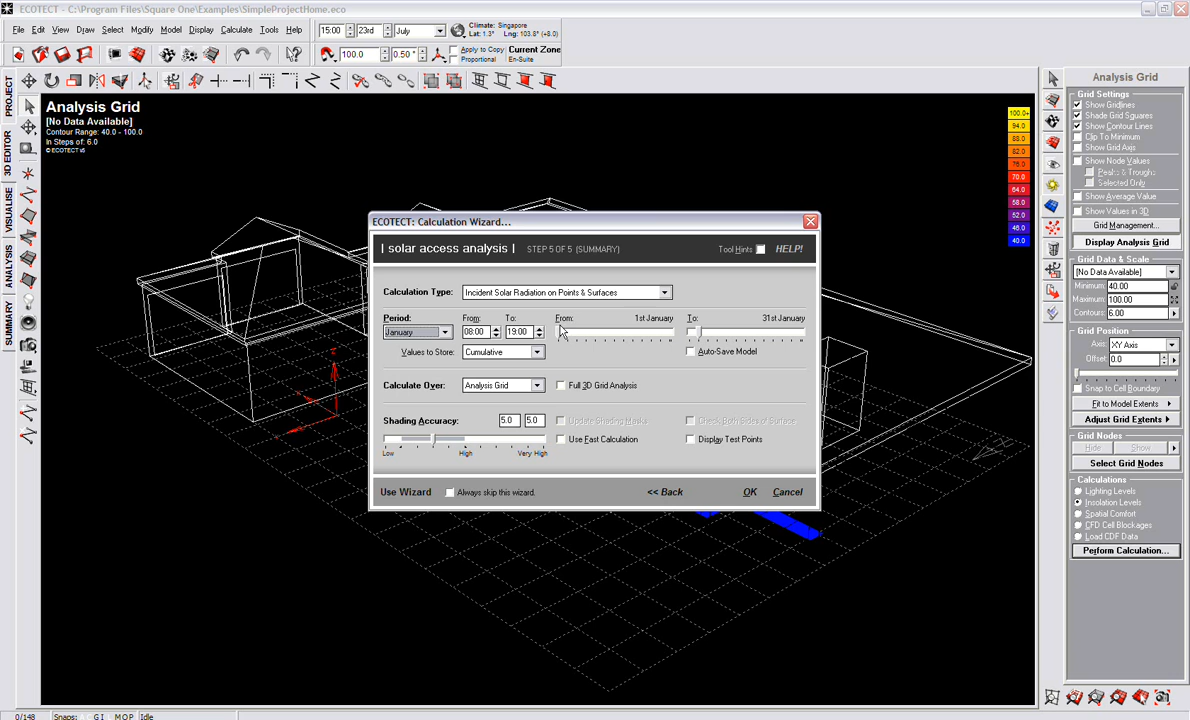 ECOTECT - C:\Program Files\Square One\Examples\SimpleProjectHome.eco
File Edit View Draw Select Modify Model Display Calculate Tools Help
15:00 23rd July
Climate: Singapore
Lat: 1.3° Lng: 103.8° (+8.0)
100.0 0.50 °
Apply to Copy
Proportional
Current Zone
En-Suite
PROJECT
3D EDITOR
VISUALISE
ANALYSIS
SUMMARY
Analysis Grid
[No Data Available]
Contour Range: 40.0 - 100.0
In Steps of: 6.0
© ECOTECT v5
100.0+
94.0
88.0
82.0
76.0
70.0
64.0
58.0
52.0
46.0
40.0
ECOTECT: Calculation Wizard...
| solar access analysis | STEP 5 OF 5 (SUMMARY) Tool Hints HELP!
Calculation Type: Incident Solar Radiation on Points & Surfaces
Period: From: To: From: 1st January To: 31st January
January 08:00 19:00
Values to Store: Cumulative Auto-Save Model
Calculate Over: Analysis Grid Full 3D Grid Analysis
Shading Accuracy: 5.0 5.0 Update Shading Masks Check Both Sides of Surface
Use Fast Calculation Display Test Points
Low High Very High
Use Wizard Always skip this wizard. << Back OK Cancel
Analysis Grid
Grid Settings
Show Gridlines
Shade Grid Squares
Show Contour Lines
Clip To Minimum
Show Grid Axis
Show Node Values
Peaks & Troughs
Selected Only
Show Average Value
Show Values in 3D
Grid Management...
Display Analysis Grid
Grid Data & Scale
[No Data Available]
Minimum: 40.00
Maximum: 100.00
Contours: 6.00
Grid Position
Axis: XY Axis
Offset: 0.0
Snap to Cell Boundary
Fit to Model Extents
Adjust Grid Extents
Grid Nodes
Hide Show
Select Grid Nodes
Calculations
Lighting Levels
Insolation Levels
Spatial Comfort
CFD Cell Blockages
Load CDF Data
Perform Calculation...
0/148 Snaps: G I M O P Idle